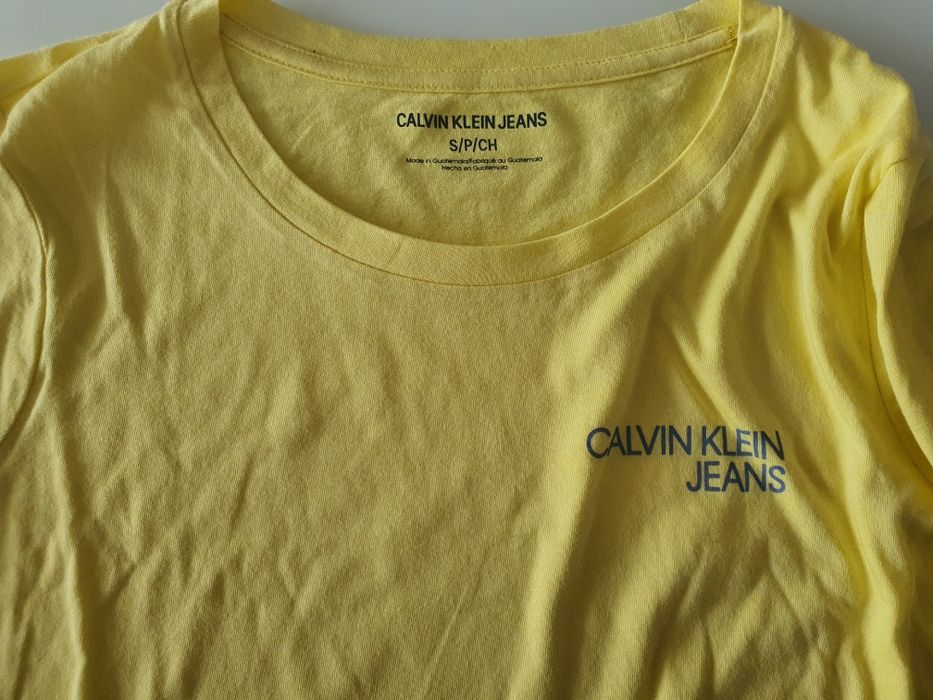 CALVIN KLEIN JEANS
S/P/CH
Made in Guatemala/Fabriqué au Guatemala
Hecho en Guatemala
CALVIN KLEIN
JEANS